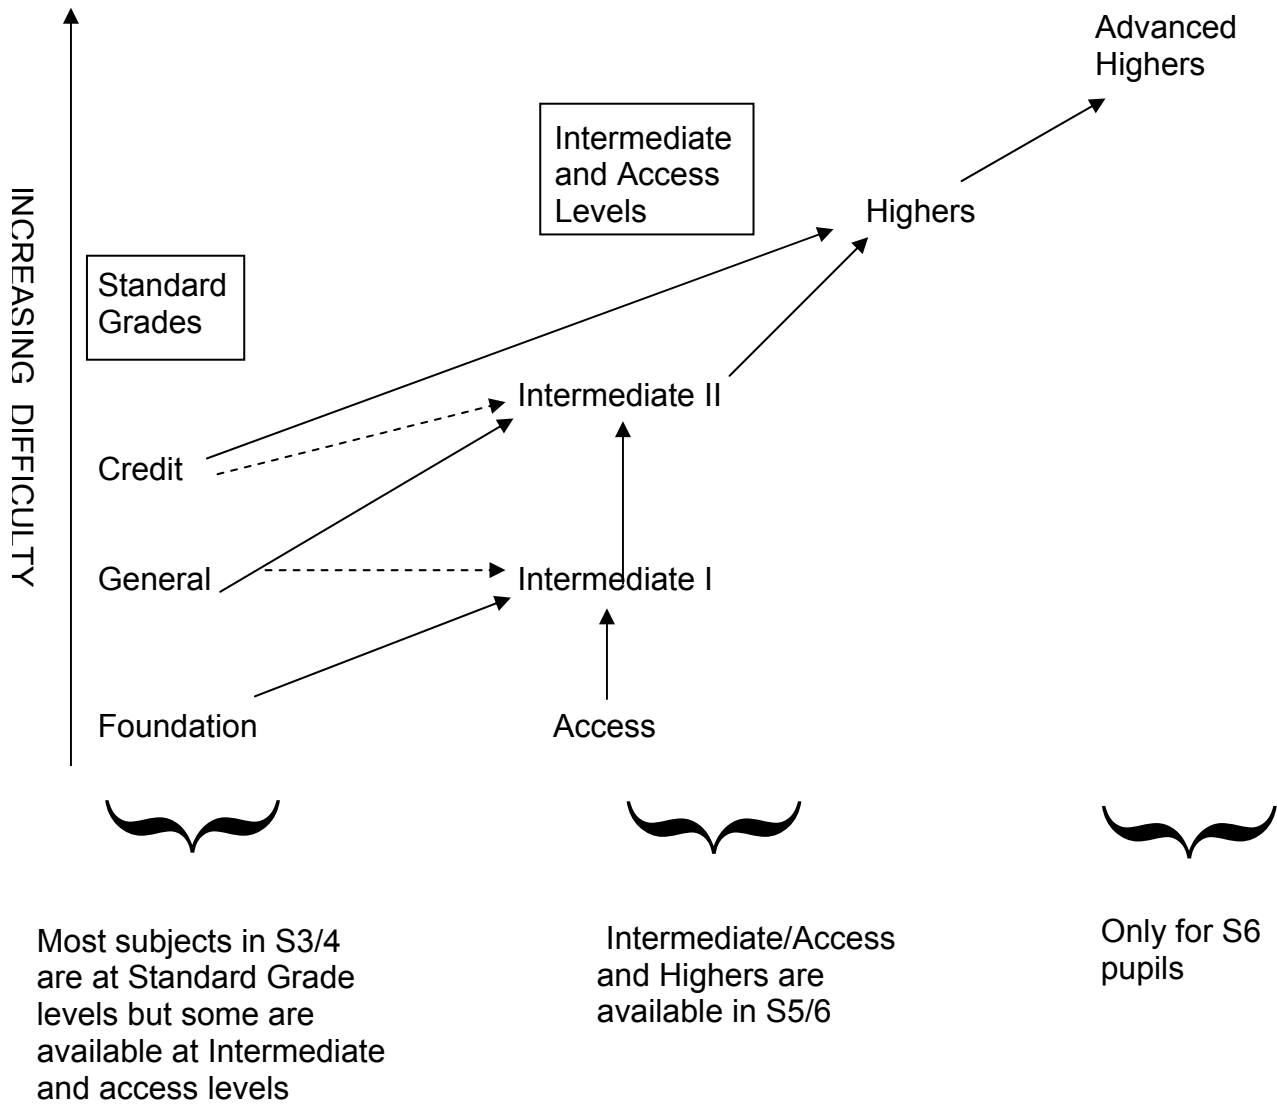 Advanced
Highers
Intermediate
and Access
Levels
Highers
INCREASING DIFFICULTY
Standard
Grades
Intermediate II
Credit
General
Intermediate I
Foundation
Access
Most subjects in S3/4
are at Standard Grade
levels but some are
available at Intermediate
and access levels
Intermediate/Access
and Highers are
available in S5/6
Only for S6
pupils